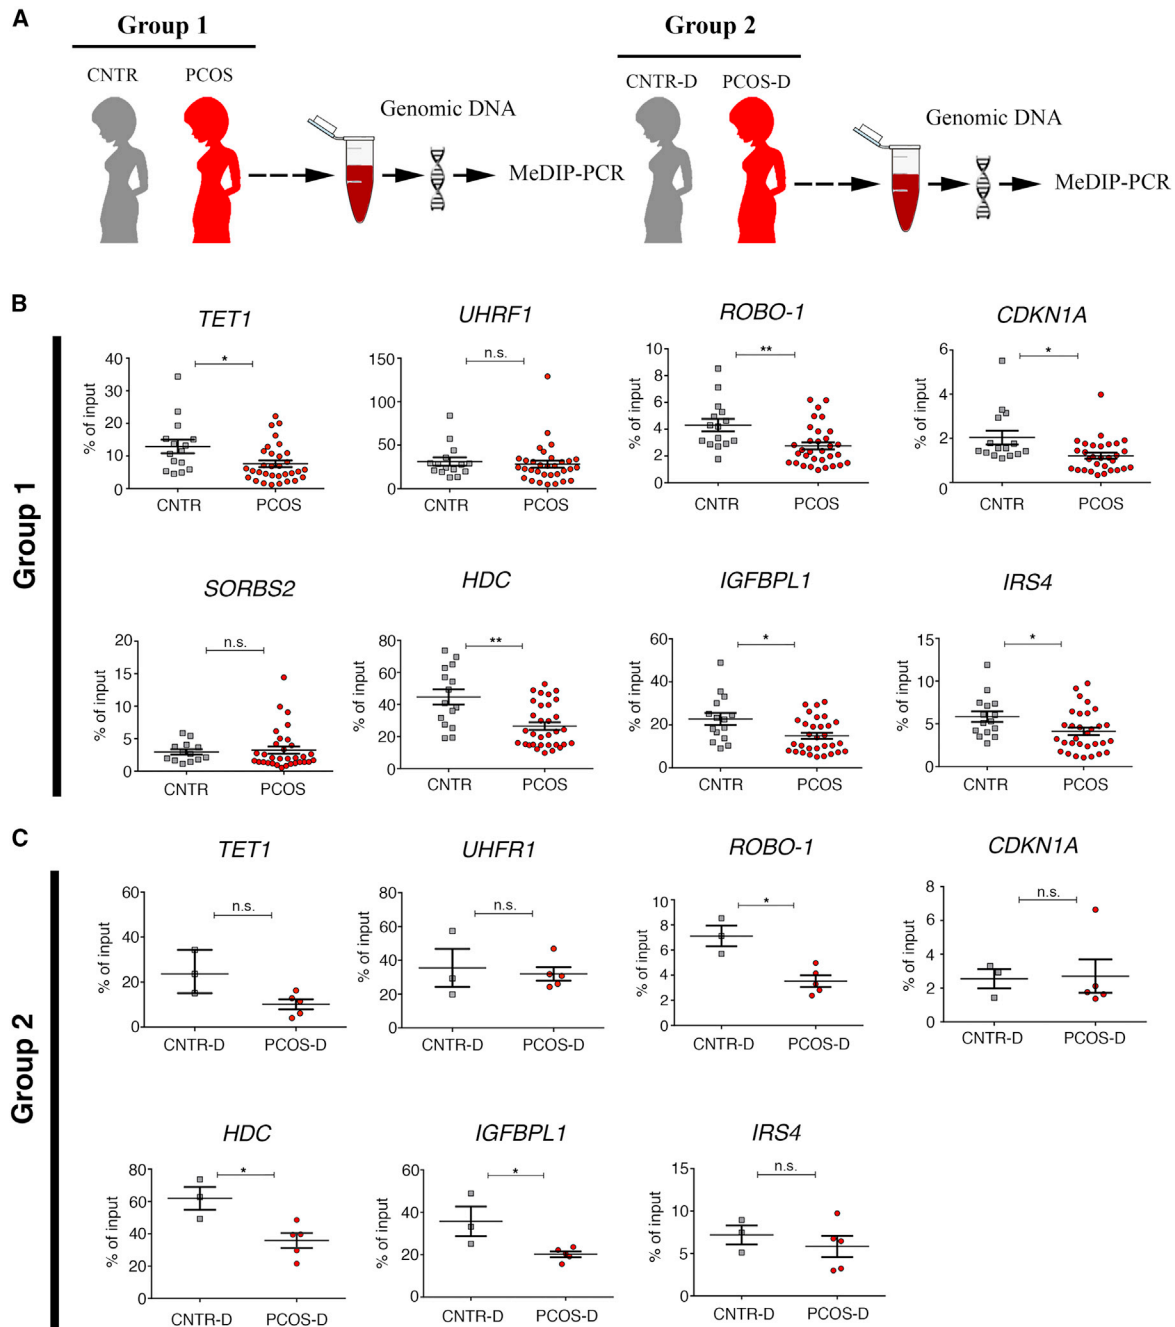 A
Group 1
Group 2
CNTR PCOS
CNTR-D PCOS-D
Genomic DNA
Genomic DNA
MeDIP-PCR
MeDIP-PCR
B
Group 1
TET1
% of input
40
30
20
10
0
*
CNTR PCOS
UHRF1
% of input
150
100
50
0
n.s.
CNTR PCOS
ROBO-1
% of input
10
8
6
4
2
0
**
CNTR PCOS
CDKN1A
% of input
6
4
2
0
*
CNTR PCOS
SORBS2
% of input
20
15
10
5
0
n.s.
CNTR PCOS
HDC
% of input
80
60
40
20
0
**
CNTR PCOS
IGFBPL1
% of input
60
40
20
0
*
CNTR PCOS
IRS4
% of input
15
10
5
0
*
CNTR PCOS
C
Group 2
TET1
% of input
60
40
20
0
n.s.
CNTR-D PCOS-D
UHFR1
% of input
80
60
40
20
0
n.s.
CNTR-D PCOS-D
ROBO-1
% of input
10
8
6
4
2
0
*
CNTR-D PCOS-D
CDKN1A
% of input
8
6
4
2
0
n.s.
CNTR-D PCOS-D
HDC
% of input
80
60
40
20
0
*
CNTR-D PCOS-D
IGFBPL1
% of input
60
40
20
0
*
CNTR-D PCOS-D
IRS4
% of input
15
10
5
0
n.s.
CNTR-D PCOS-D